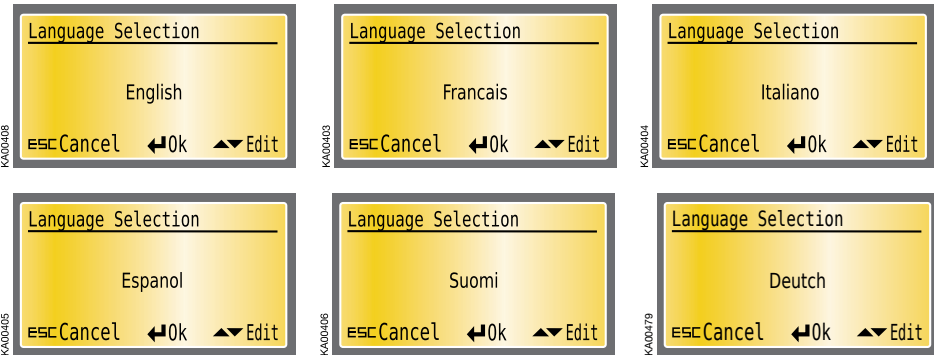 Language Selection
English
ESC Cancel Ok Edit
KA00408
Language Selection
Francais
ESC Cancel Ok Edit
KA00403
Language Selection
Italiano
ESC Cancel Ok Edit
KA00404
Language Selection
Espanol
ESC Cancel Ok Edit
KA00405
Language Selection
Suomi
ESC Cancel Ok Edit
KA00406
Language Selection
Deutch
ESC Cancel Ok Edit
KA00479